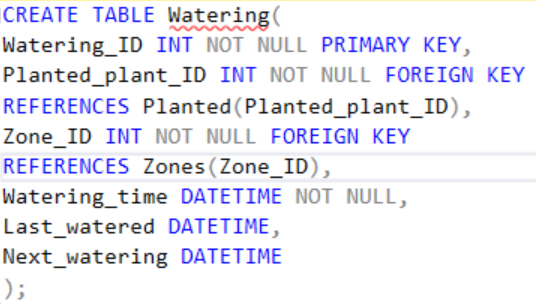 CREATE TABLE Watering(
Watering_ID INT NOT NULL PRIMARY KEY,
Planted_plant_ID INT NOT NULL FOREIGN KEY
REFERENCES Planted(Planted_plant_ID),
Zone_ID INT NOT NULL FOREIGN KEY
REFERENCES Zones(Zone_ID),
Watering_time DATETIME NOT NULL,
Last_watered DATETIME,
Next_watering DATETIME
);